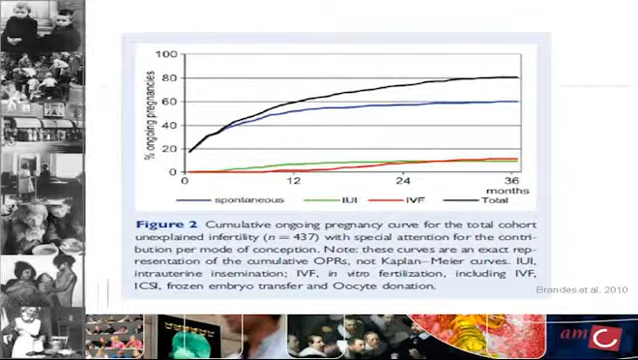 100
80
60
40
20
0
% ongoing pregnancies
0 12 24 36
months
spontaneous IUI IVF Total
Figure 2 Cumulative ongoing pregnancy curve for the total cohort
unexplained infertility (n = 437) with special attention for the contri-
bution per mode of conception. Note: these curves are an exact rep-
resentation of the cumulative OPRs, not Kaplan–Meier curves. IUI,
intrauterine insemination; IVF, in vitro fertilization, including IVF,
ICSI, frozen embryo transfer and Oocyte donation.
Brandes et al. 2010
amC